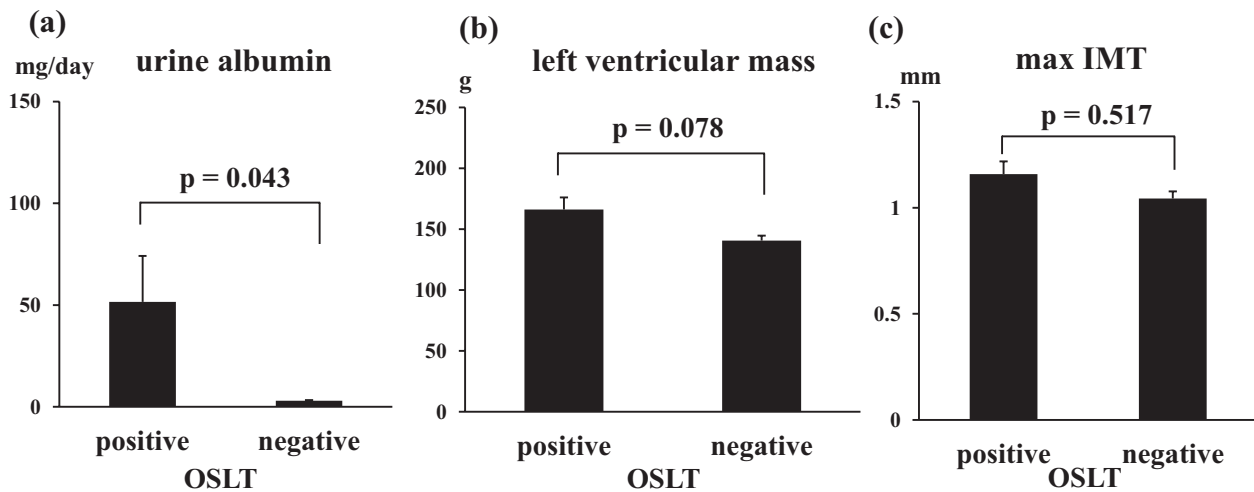 (a)
urine albumin
mg/day
150
100
50
0
p = 0.043
positive negative
OSLT
(b)
left ventricular mass
g
250
200
150
100
50
0
p = 0.078
positive negative
OSLT
(c)
max IMT
mm
1.5
1
0.5
0
p = 0.517
positive negative
OSLT